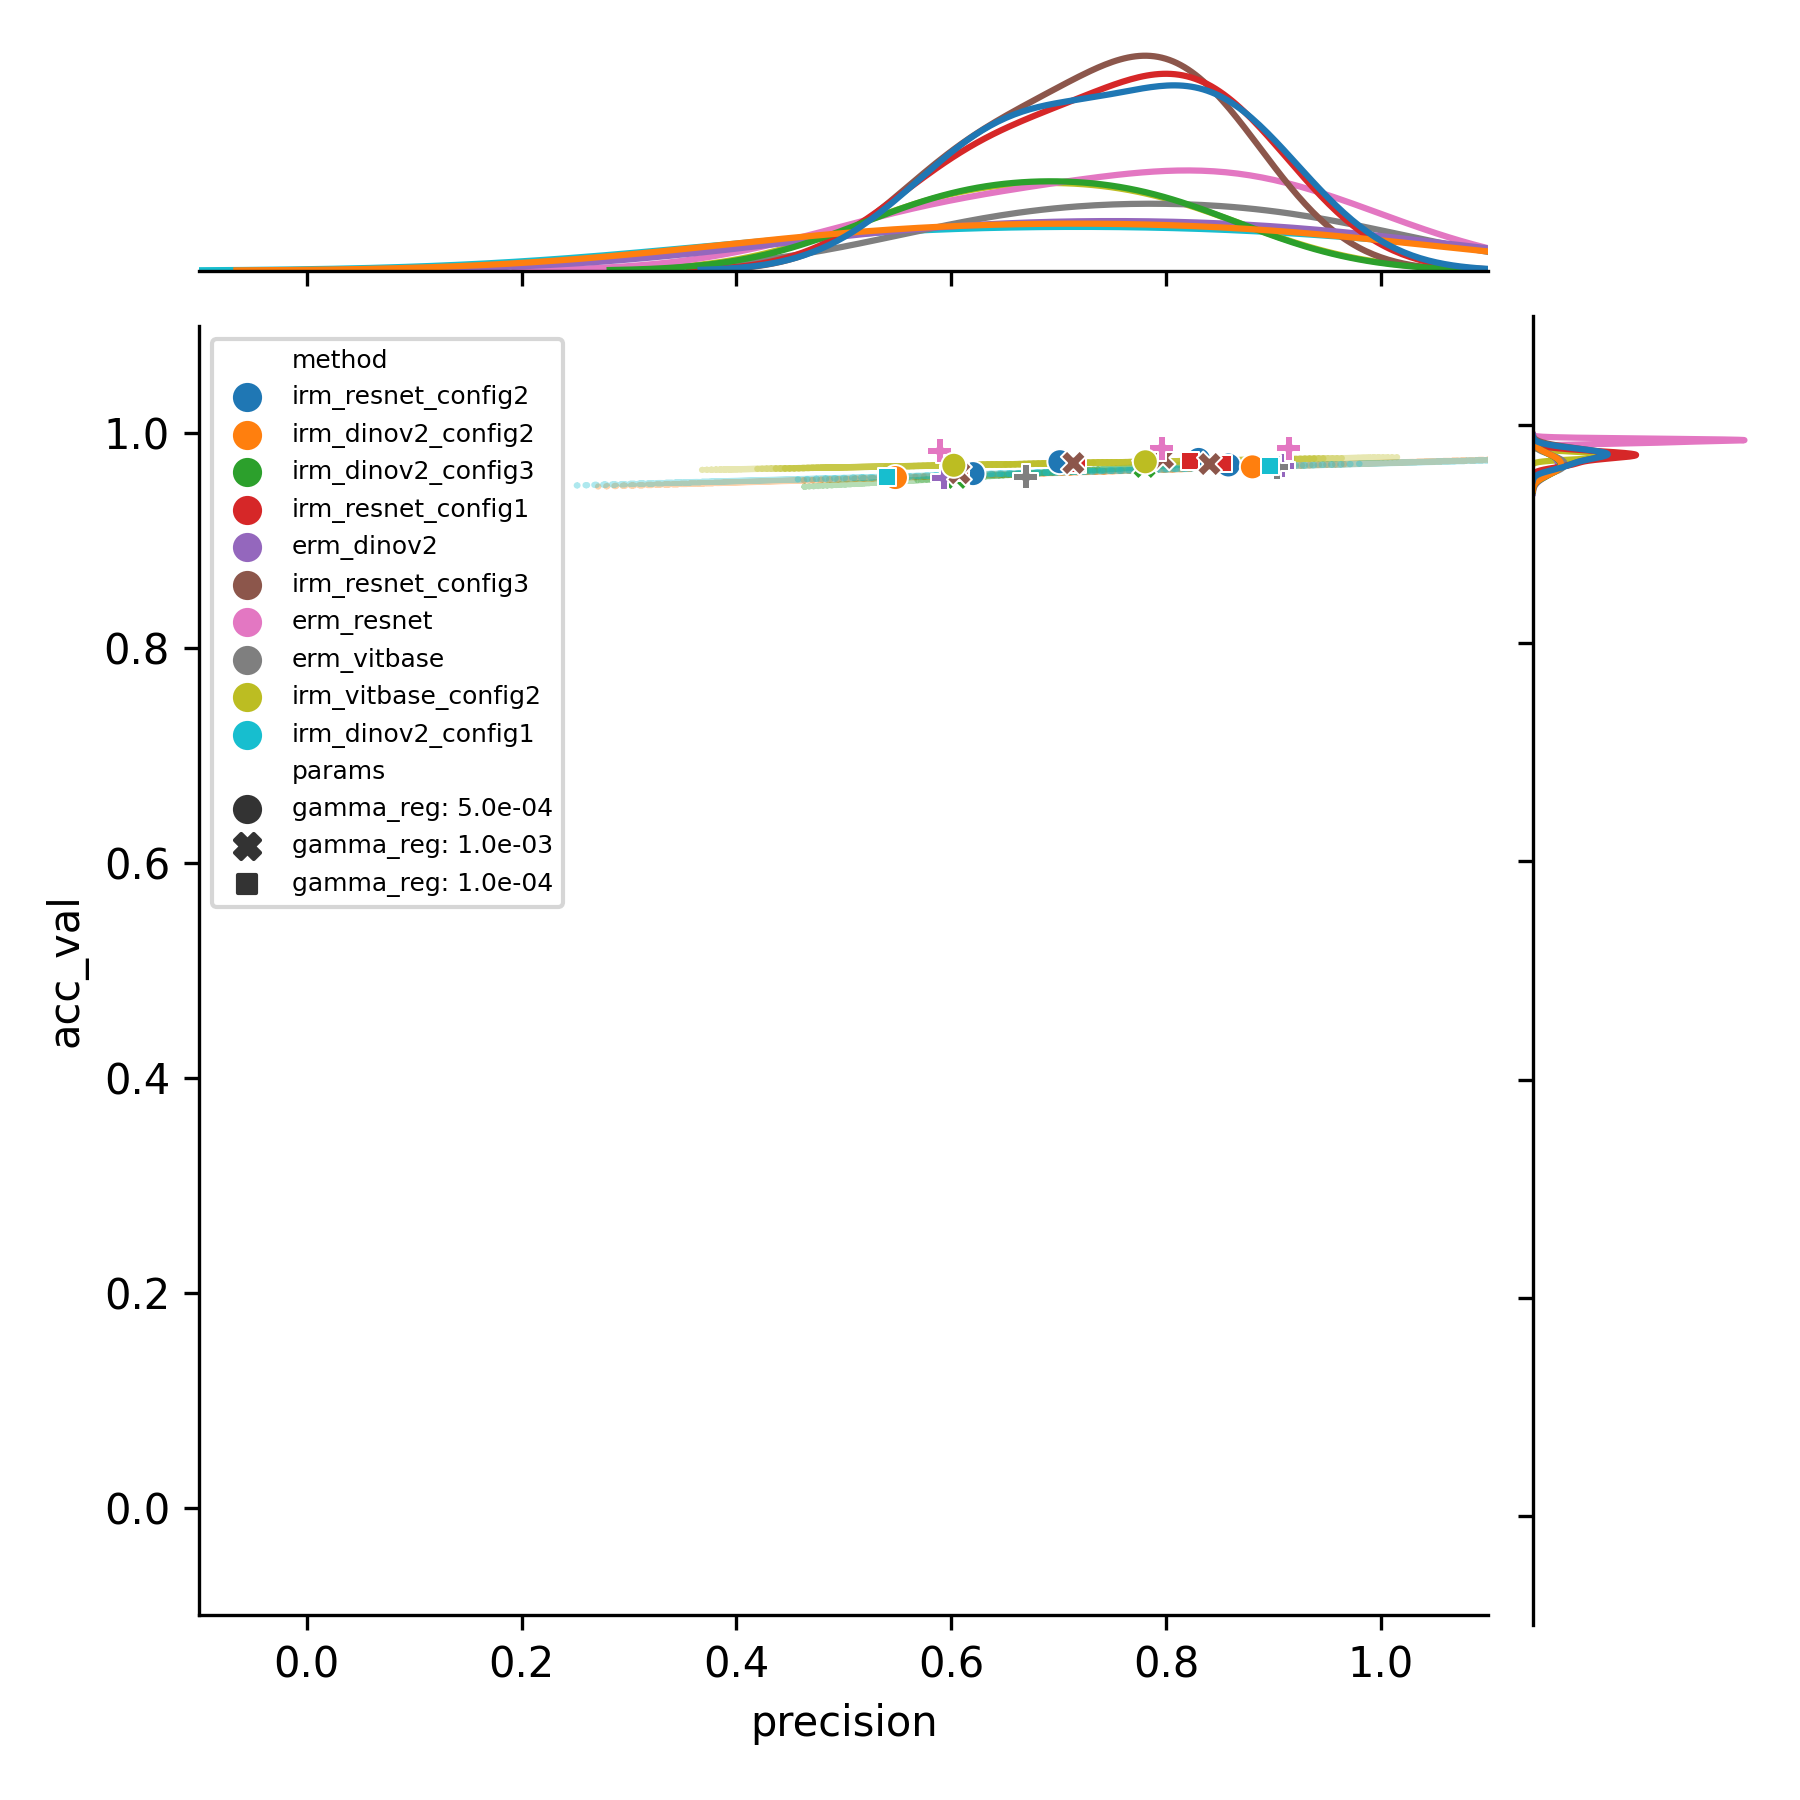 method
irm_resnet_config2
irm_dinov2_config2
irm_dinov2_config3
irm_resnet_config1
erm_dinov2
irm_resnet_config3
erm_resnet
erm_vitbase
irm_vitbase_config2
irm_dinov2_config1
params
gamma_reg: 5.0e-04
gamma_reg: 1.0e-03
gamma_reg: 1.0e-04
1.0
0.8
0.6
0.4
0.2
0.0
acc_val
0.0 0.2 0.4 0.6 0.8 1.0
precision